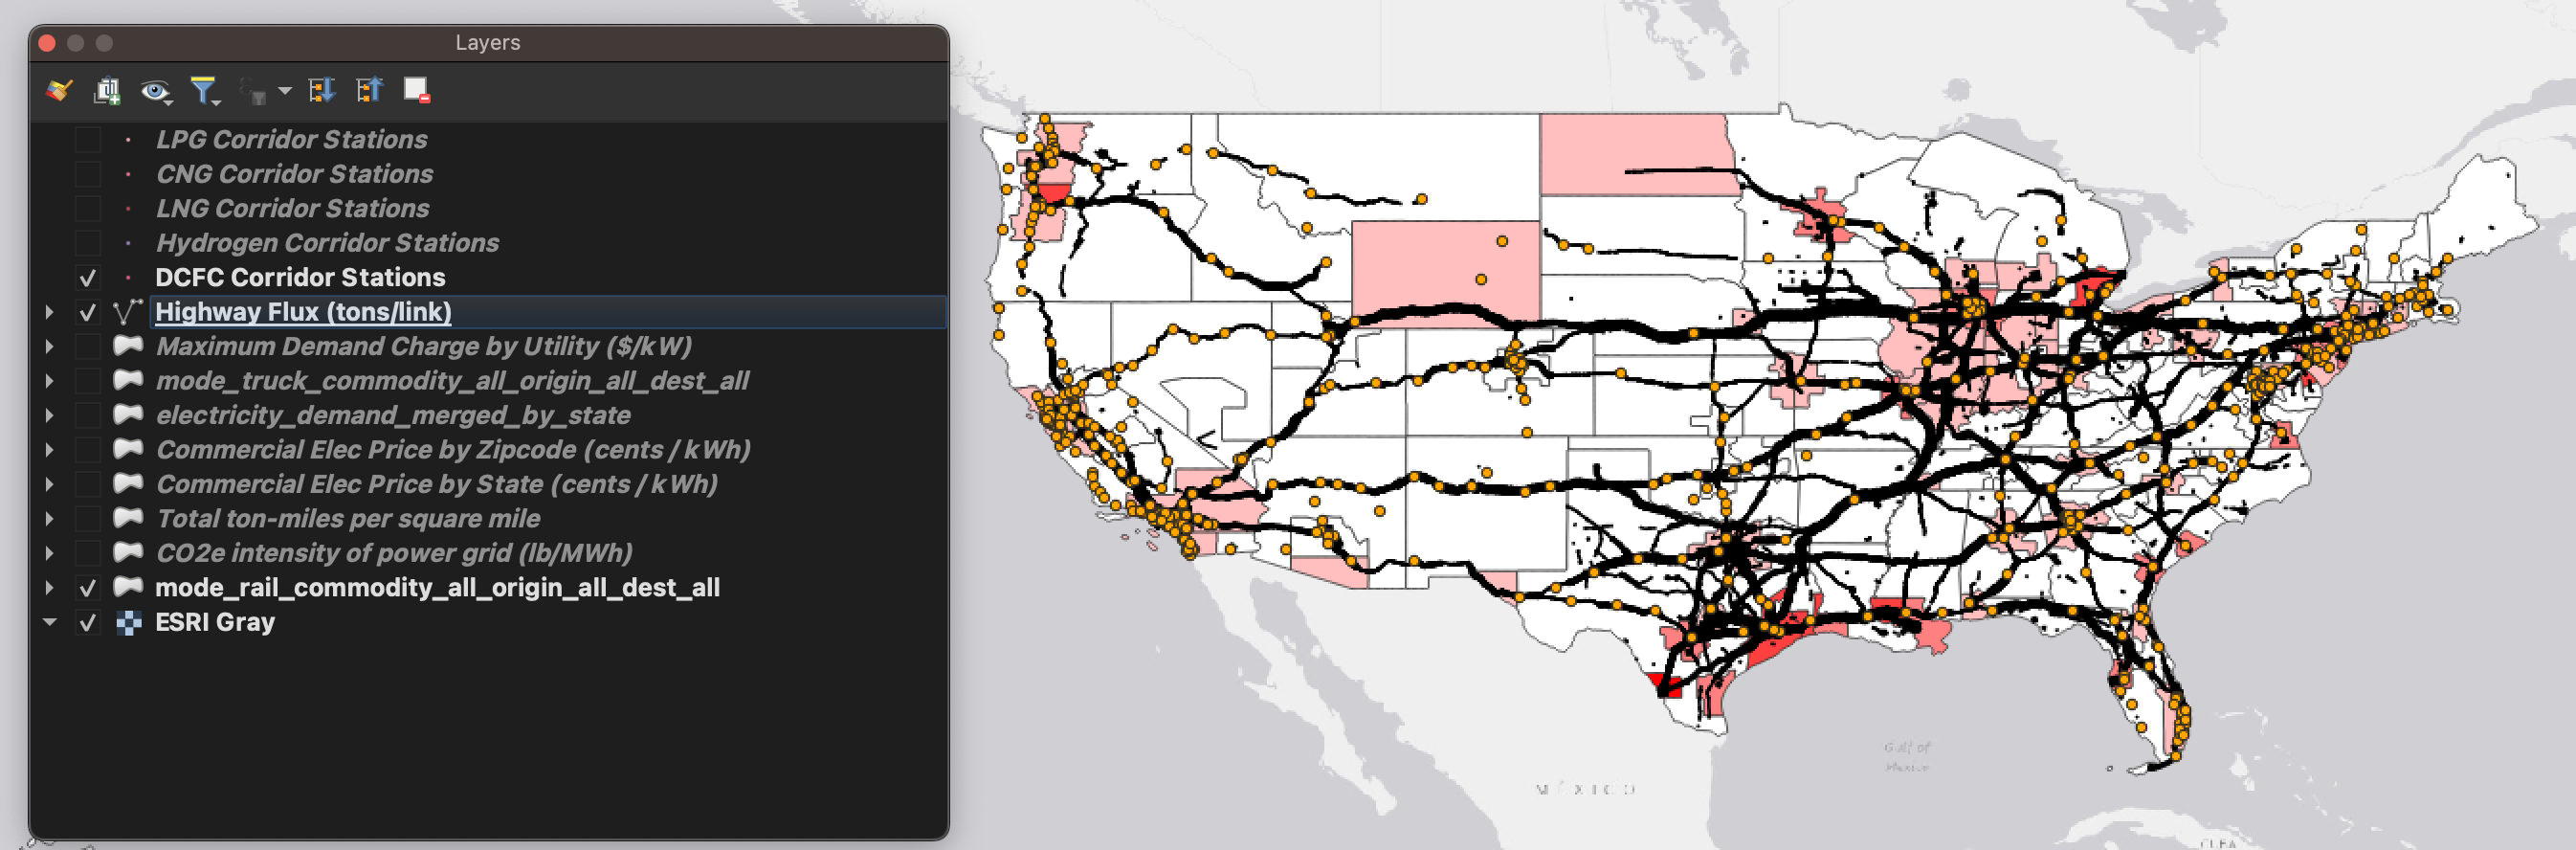 Layers
LPG Corridor Stations
CNG Corridor Stations
LNG Corridor Stations
Hydrogen Corridor Stations
DCFC Corridor Stations
Highway Flux (tons/link)
Maximum Demand Charge by Utility ($/kW)
mode_truck_commodity_all_origin_all_dest_all
electricity_demand_merged_by_state
Commercial Elec Price by Zipcode (cents / kWh)
Commercial Elec Price by State (cents / kWh)
Total ton-miles per square mile
CO2e intensity of power grid (lb/MWh)
mode_rail_commodity_all_origin_all_dest_all
ESRI Gray
Gulf of
Mexico
MÉXICO